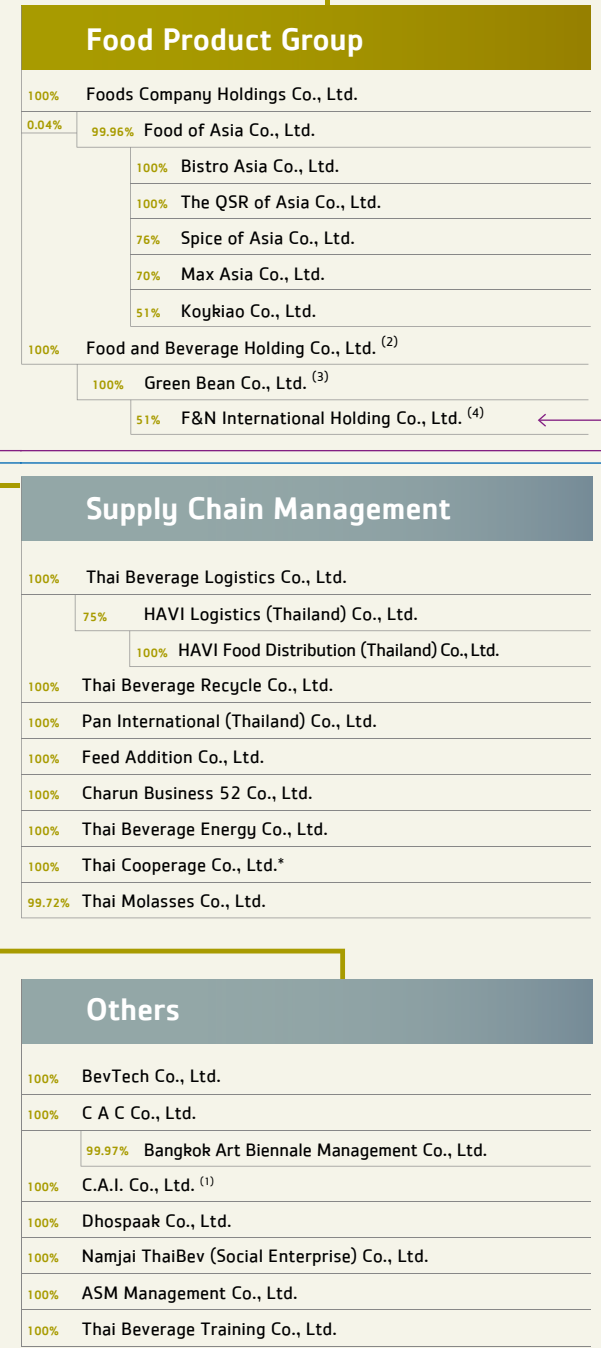 Food Product Group
100% Foods Company Holdings Co., Ltd.
0.04% 99.96% Food of Asia Co., Ltd.
100% Bistro Asia Co., Ltd.
100% The QSR of Asia Co., Ltd.
76% Spice of Asia Co., Ltd.
70% Max Asia Co., Ltd.
51% Koykiao Co., Ltd.
100% Food and Beverage Holding Co., Ltd. (2)
100% Green Bean Co., Ltd. (3)
51% F&N International Holding Co., Ltd. (4)
Supply Chain Management
100% Thai Beverage Logistics Co., Ltd.
75% HAVI Logistics (Thailand) Co., Ltd.
100% HAVI Food Distribution (Thailand) Co., Ltd.
100% Thai Beverage Recycle Co., Ltd.
100% Pan International (Thailand) Co., Ltd.
100% Feed Addition Co., Ltd.
100% Charun Business 52 Co., Ltd.
100% Thai Beverage Energy Co., Ltd.
100% Thai Cooperage Co., Ltd.*
99.72% Thai Molasses Co., Ltd.
Others
100% BevTech Co., Ltd.
100% C A C Co., Ltd.
99.97% Bangkok Art Biennale Management Co., Ltd.
100% C.A.I. Co., Ltd. (1)
100% Dhospaak Co., Ltd.
100% Namjai ThaiBev (Social Enterprise) Co., Ltd.
100% ASM Management Co., Ltd.
100% Thai Beverage Training Co., Ltd.